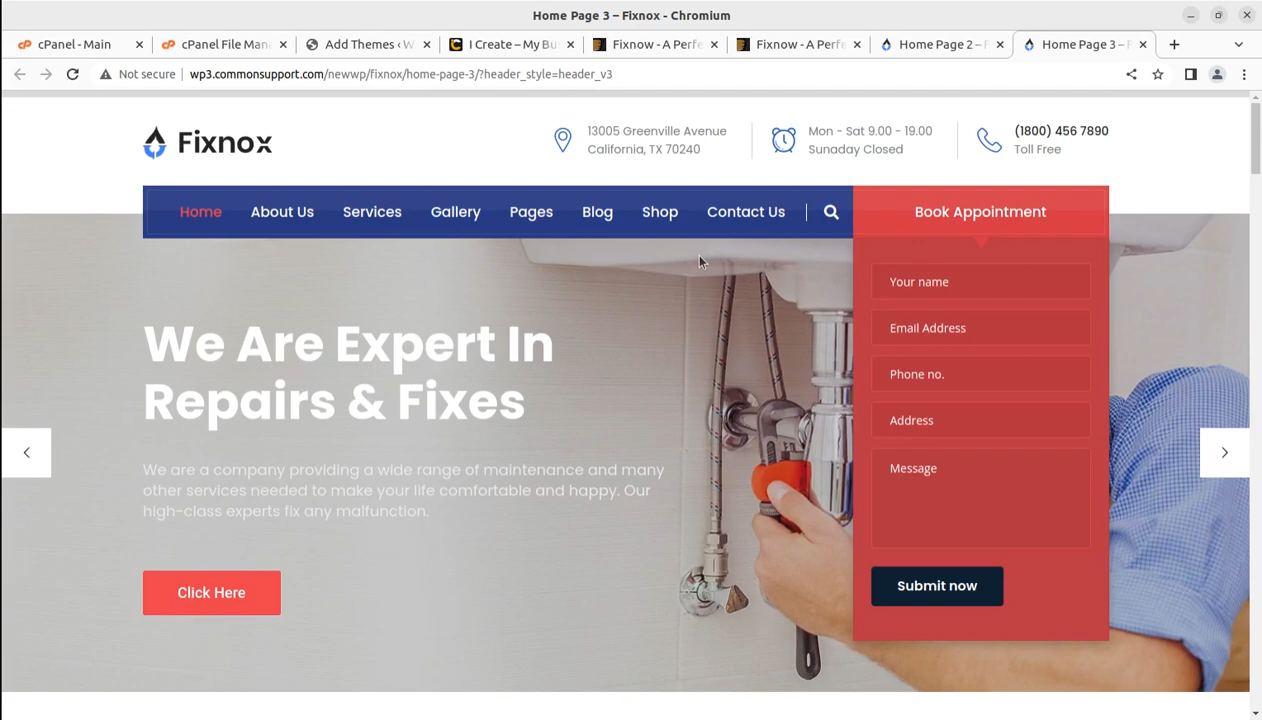 Home Page 3 – Fixnox - Chromium
cPanel - Main
cPanel File Man
Add Themes ‹ W
I Create – My Bu
Fixnow - A Perfe
Fixnow - A Perfe
Home Page 2 – F
Home Page 3 – F
Not secure
wp3.commonsupport.com/newwp/fixnox/home-page-3/?header_style=header_v3
Fixnox
13005 Greenville Avenue
California, TX 70240
Mon - Sat 9.00 - 19.00
Sunaday Closed
(1800) 456 7890
Toll Free
Home About Us Services Gallery Pages Blog Shop Contact Us
Book Appointment
We Are Expert In
Repairs & Fixes
We are a company providing a wide range of maintenance and many
other services needed to make your life comfortable and happy. Our
high-class experts fix any malfunction.
Click Here
Your name
Email Address
Phone no.
Address
Message
Submit now